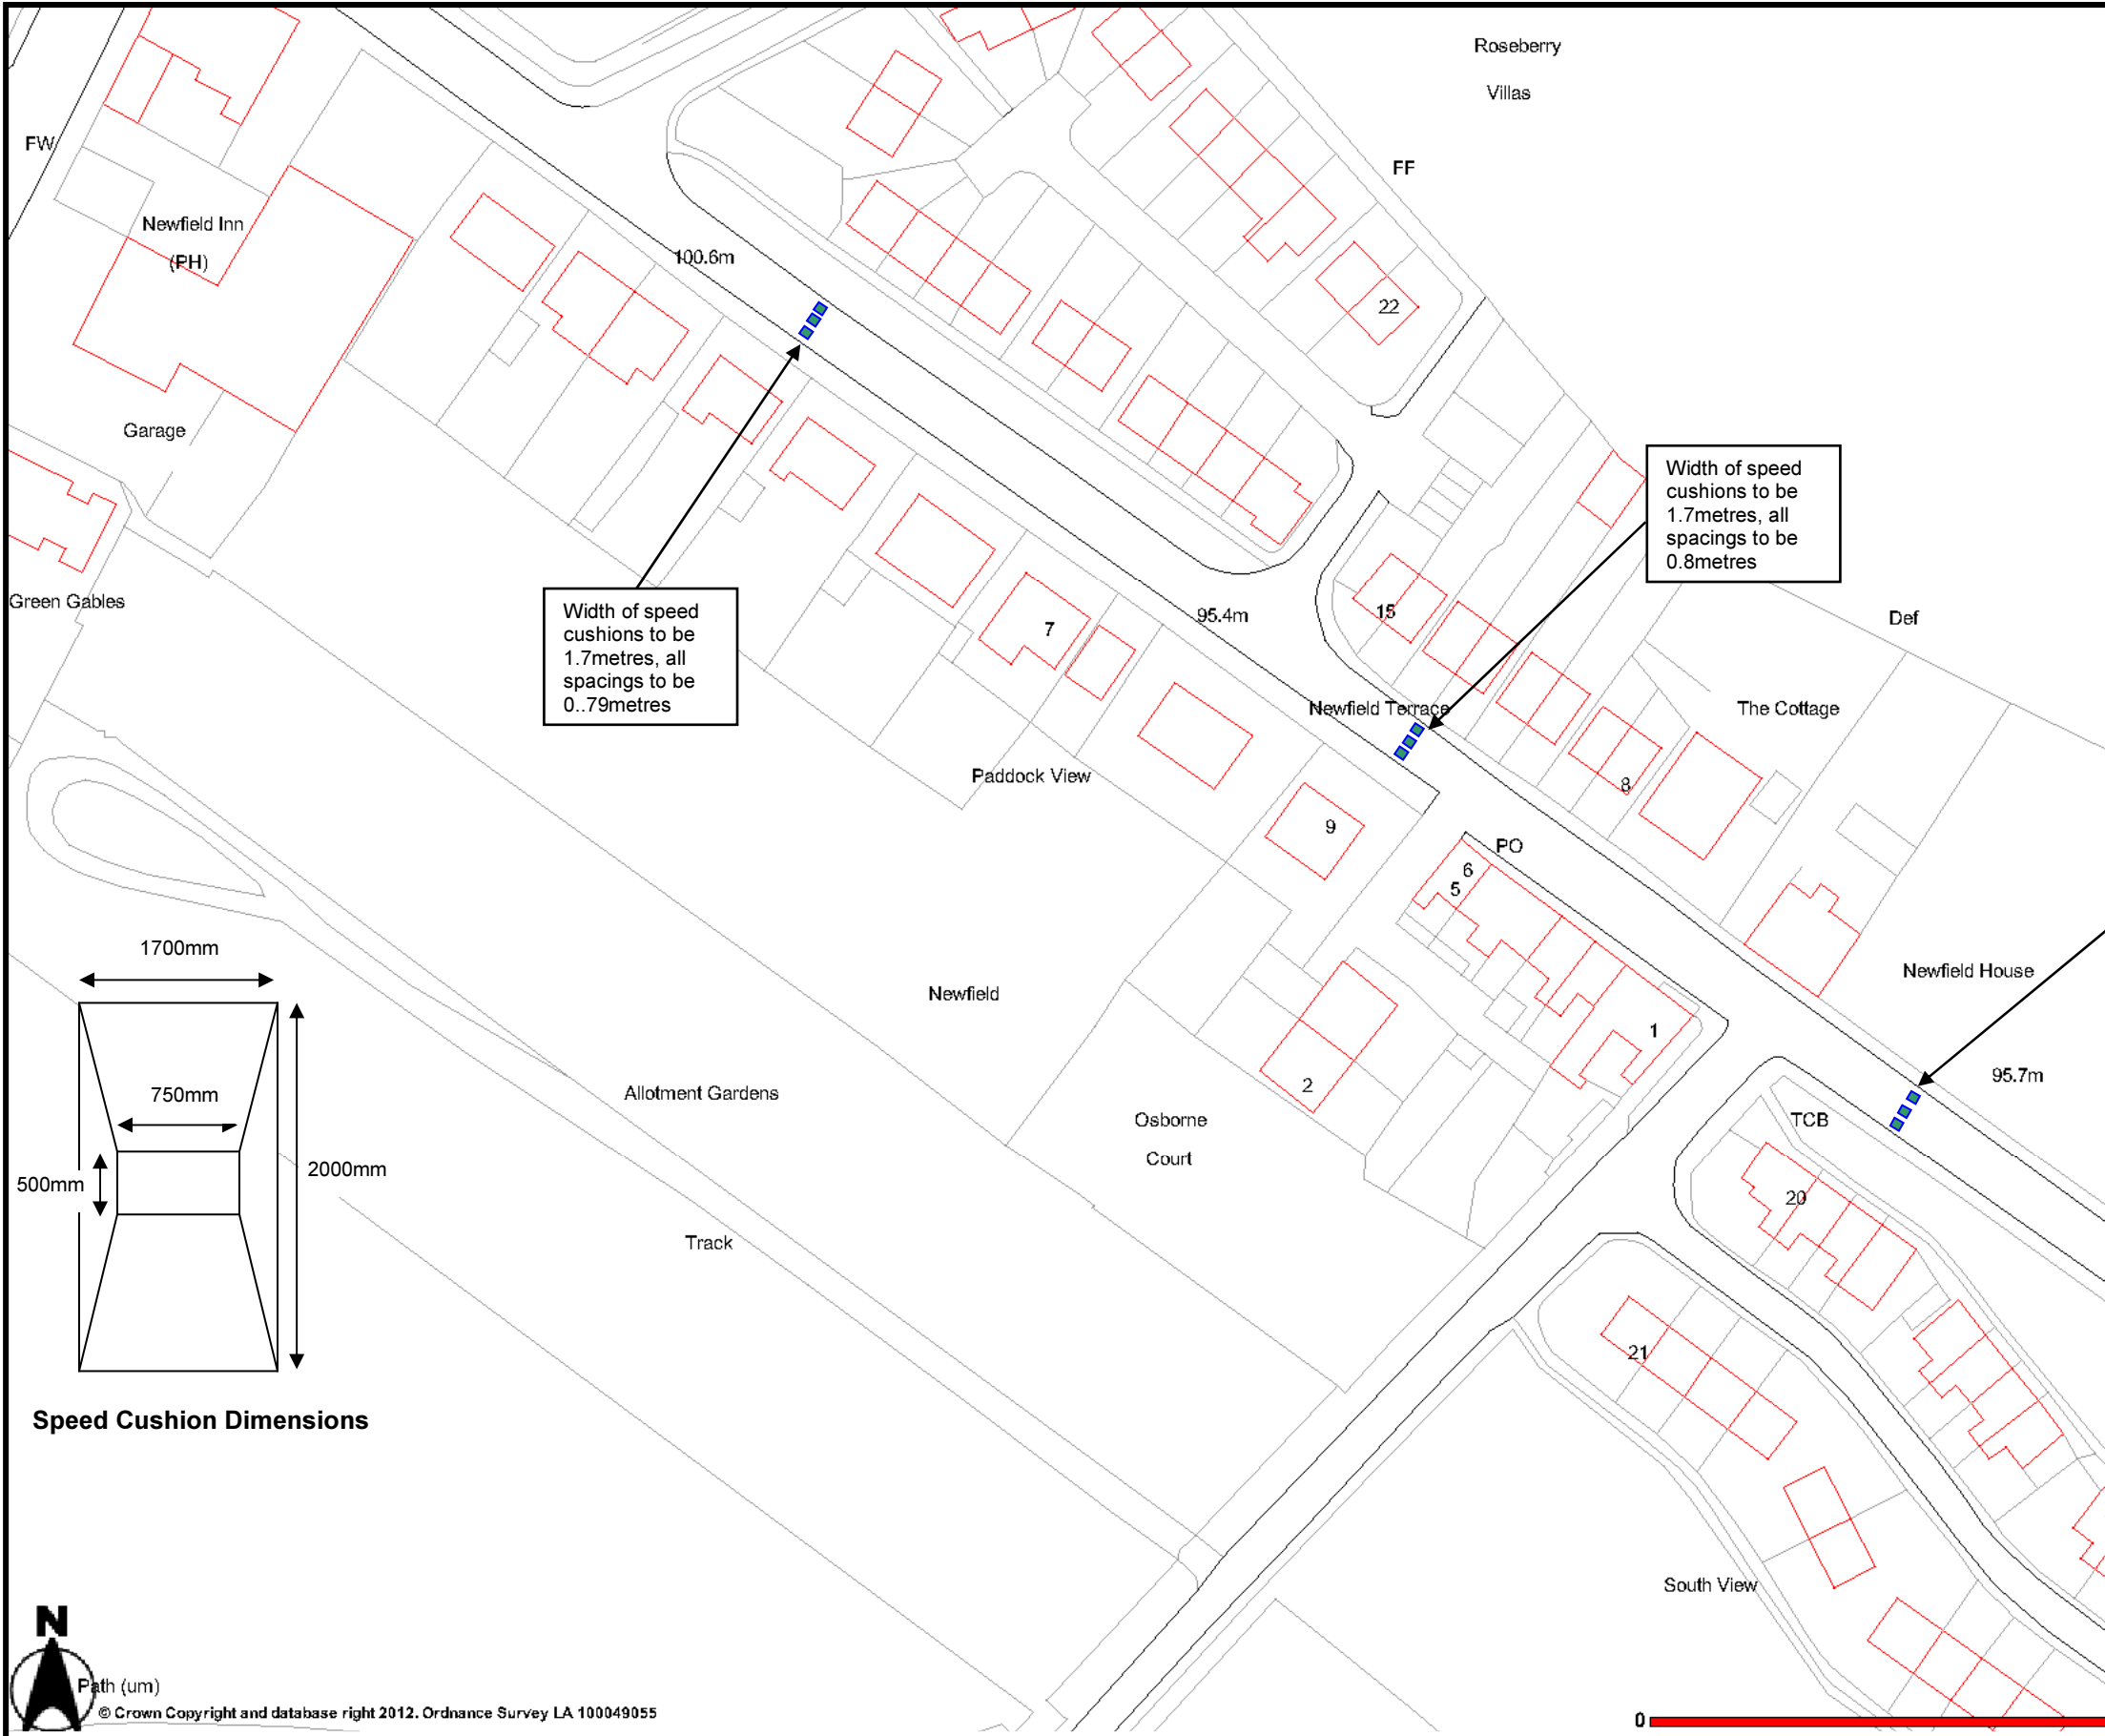 Roseberry
Villas
FW
FF
Newfield Inn
(PH)
100.6m
22
Garage
Width of speed
cushions to be
1.7metres, all
spacings to be
0.8metres
Green Gables
Width of speed
cushions to be
1.7metres, all
spacings to be
0..79metres
7
95.4m
15
Def
Newfield Terrace
The Cottage
Paddock View
8
9
PO
6
5
1700mm
Newfield House
Newfield
1
750mm
Allotment Gardens
2
95.7m
Osborne
Court
TCB
500mm
2000mm
20
Track
21
Speed Cushion Dimensions
South View
N
Path (um)
© Crown Copyright and database right 2012. Ordnance Survey LA 100049055
0